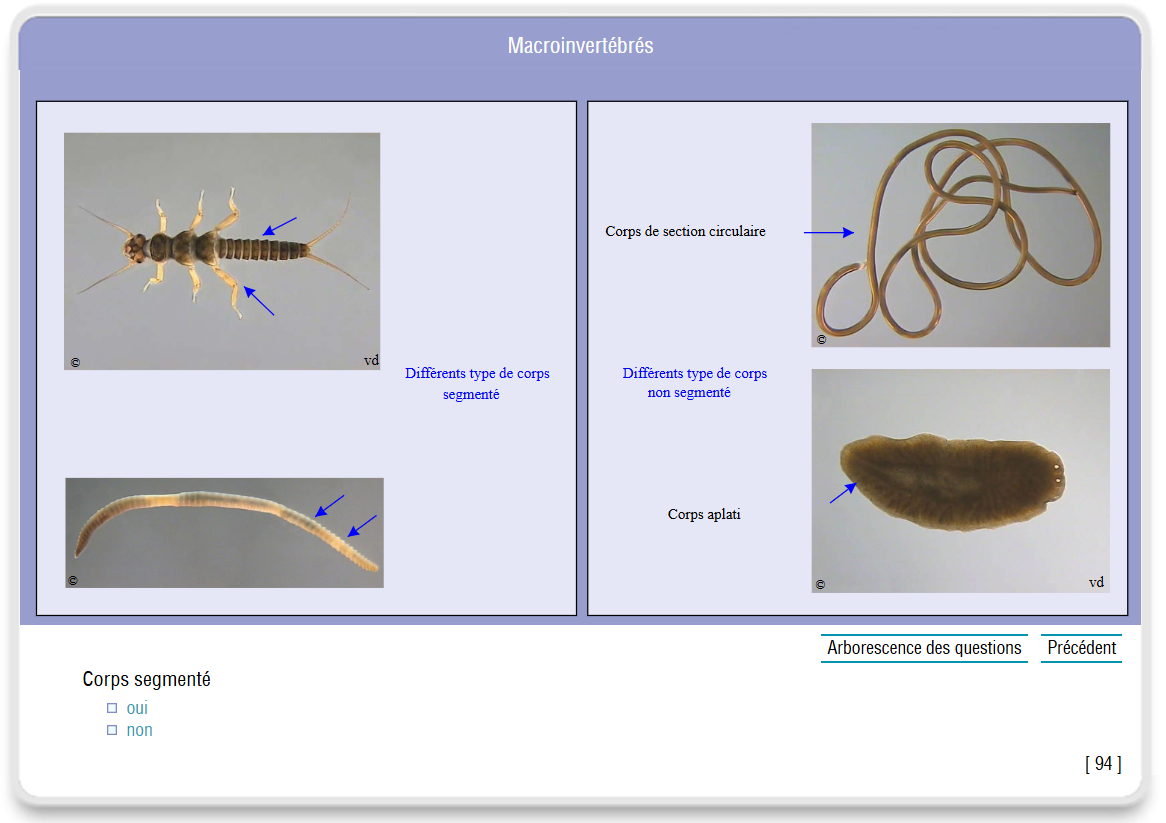 Macroinvertébrés
©
vd
Différents type de corps
segmenté
©
Corps de section circulaire
©
Différents type de corps
non segmenté
Corps aplati
©
vd
Arborescence des questions
Précédent
Corps segmenté
oui
non
[ 94 ]